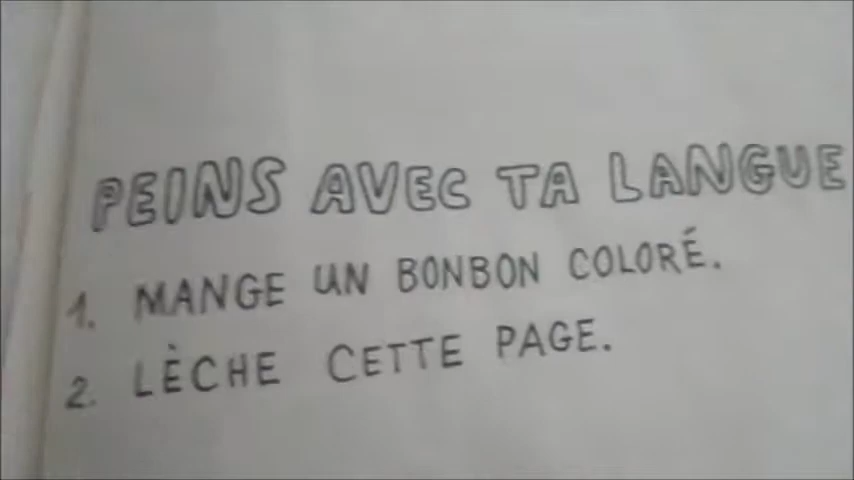 PEINS AVEC TA LANGUE
1. MANGE UN BONBON COLORÉ.
2. LÈCHE CETTE PAGE.